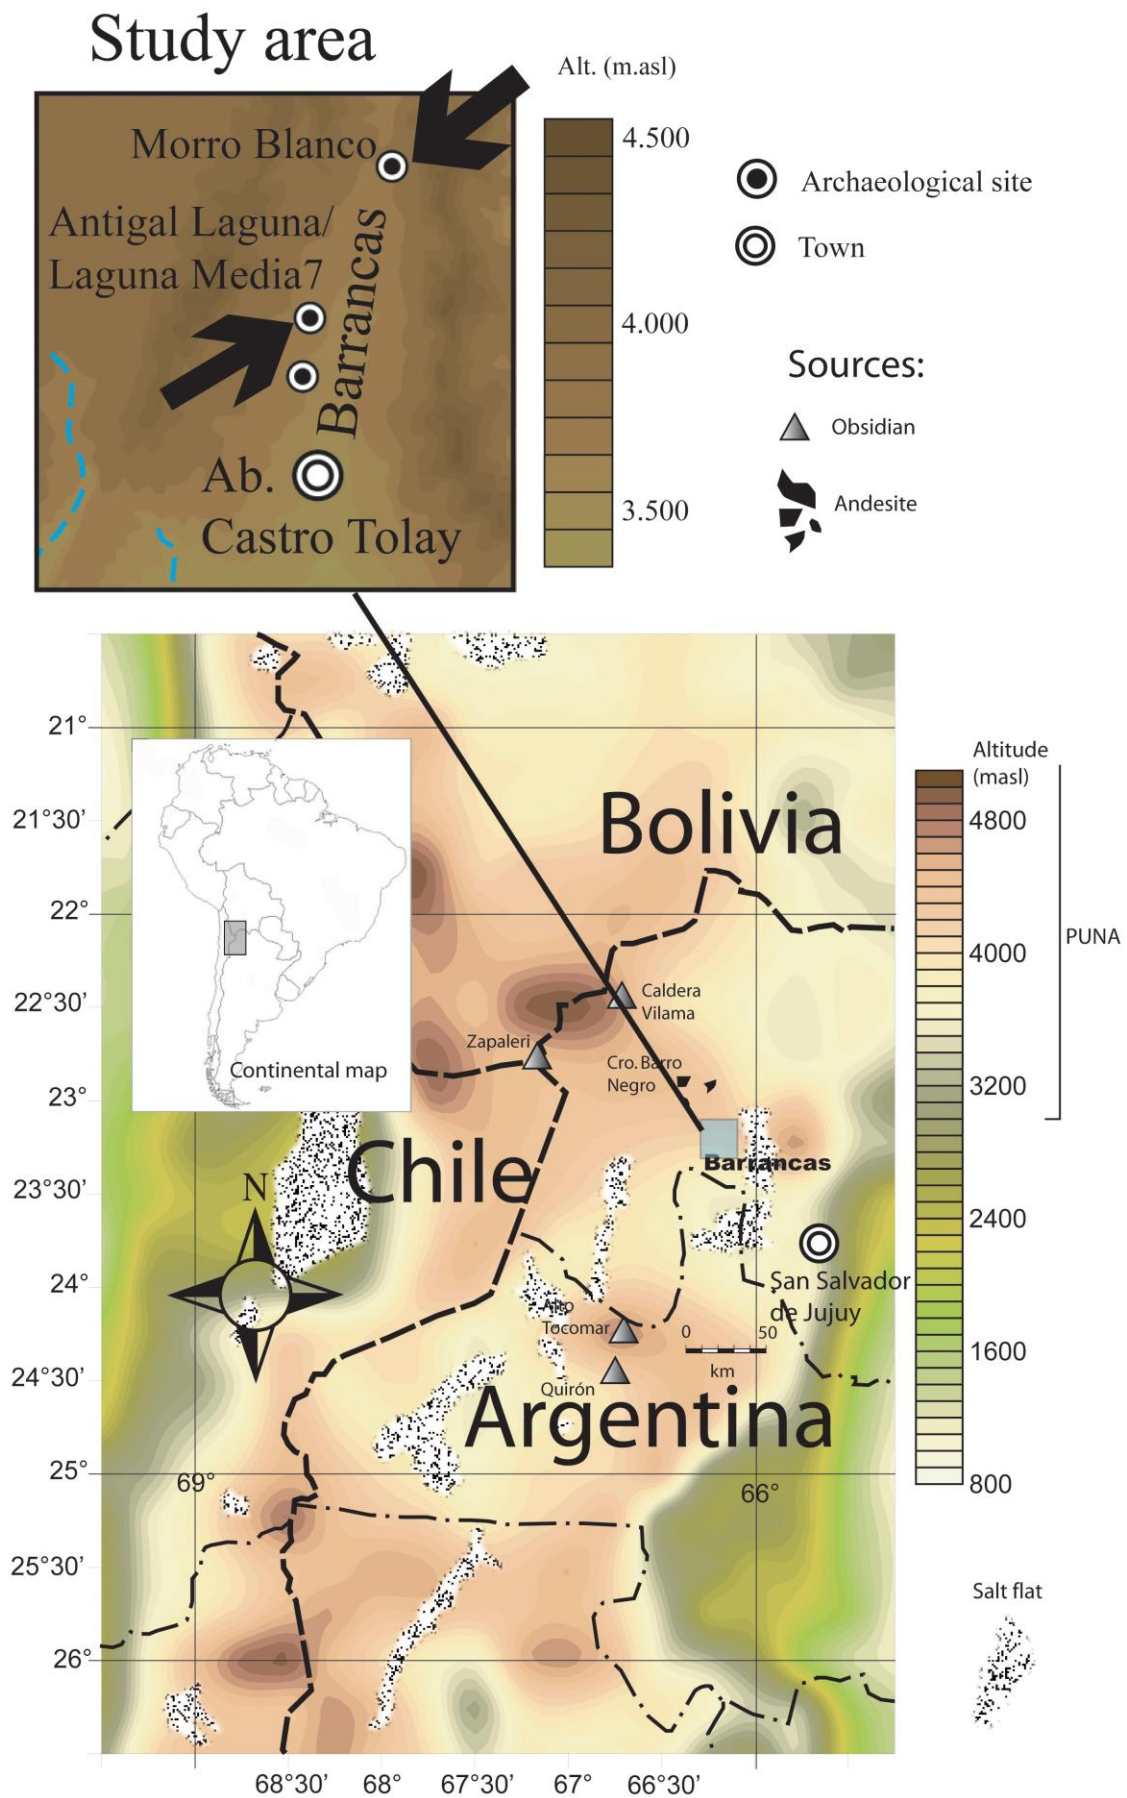 Study area
Alt. (m.asl)
4.500
4.000
3.500
Morro Blanco
Antigal Laguna/
Laguna Media7
Barrancas
Ab.
Castro Tolay
Archaeological site
Town
Sources:
Obsidian
Andesite
21°
21°30'
22°
22°30'
23°
23°30'
24°
24°30'
25°
25°30'
26°
Bolivia
Continental map
Caldera
Vilama
Zapaleri
Cro. Barro
Negro
Chile
Barrancas
N
San Salvador
de Jujuy
Alto
Tocomar
0 50
km
Quirón
Argentina
69°
66°
68°30'
68°
67°30'
67°
66°30'
Altitude
(masl)
4800
4000
3200
2400
1600
800
PUNA
Salt flat